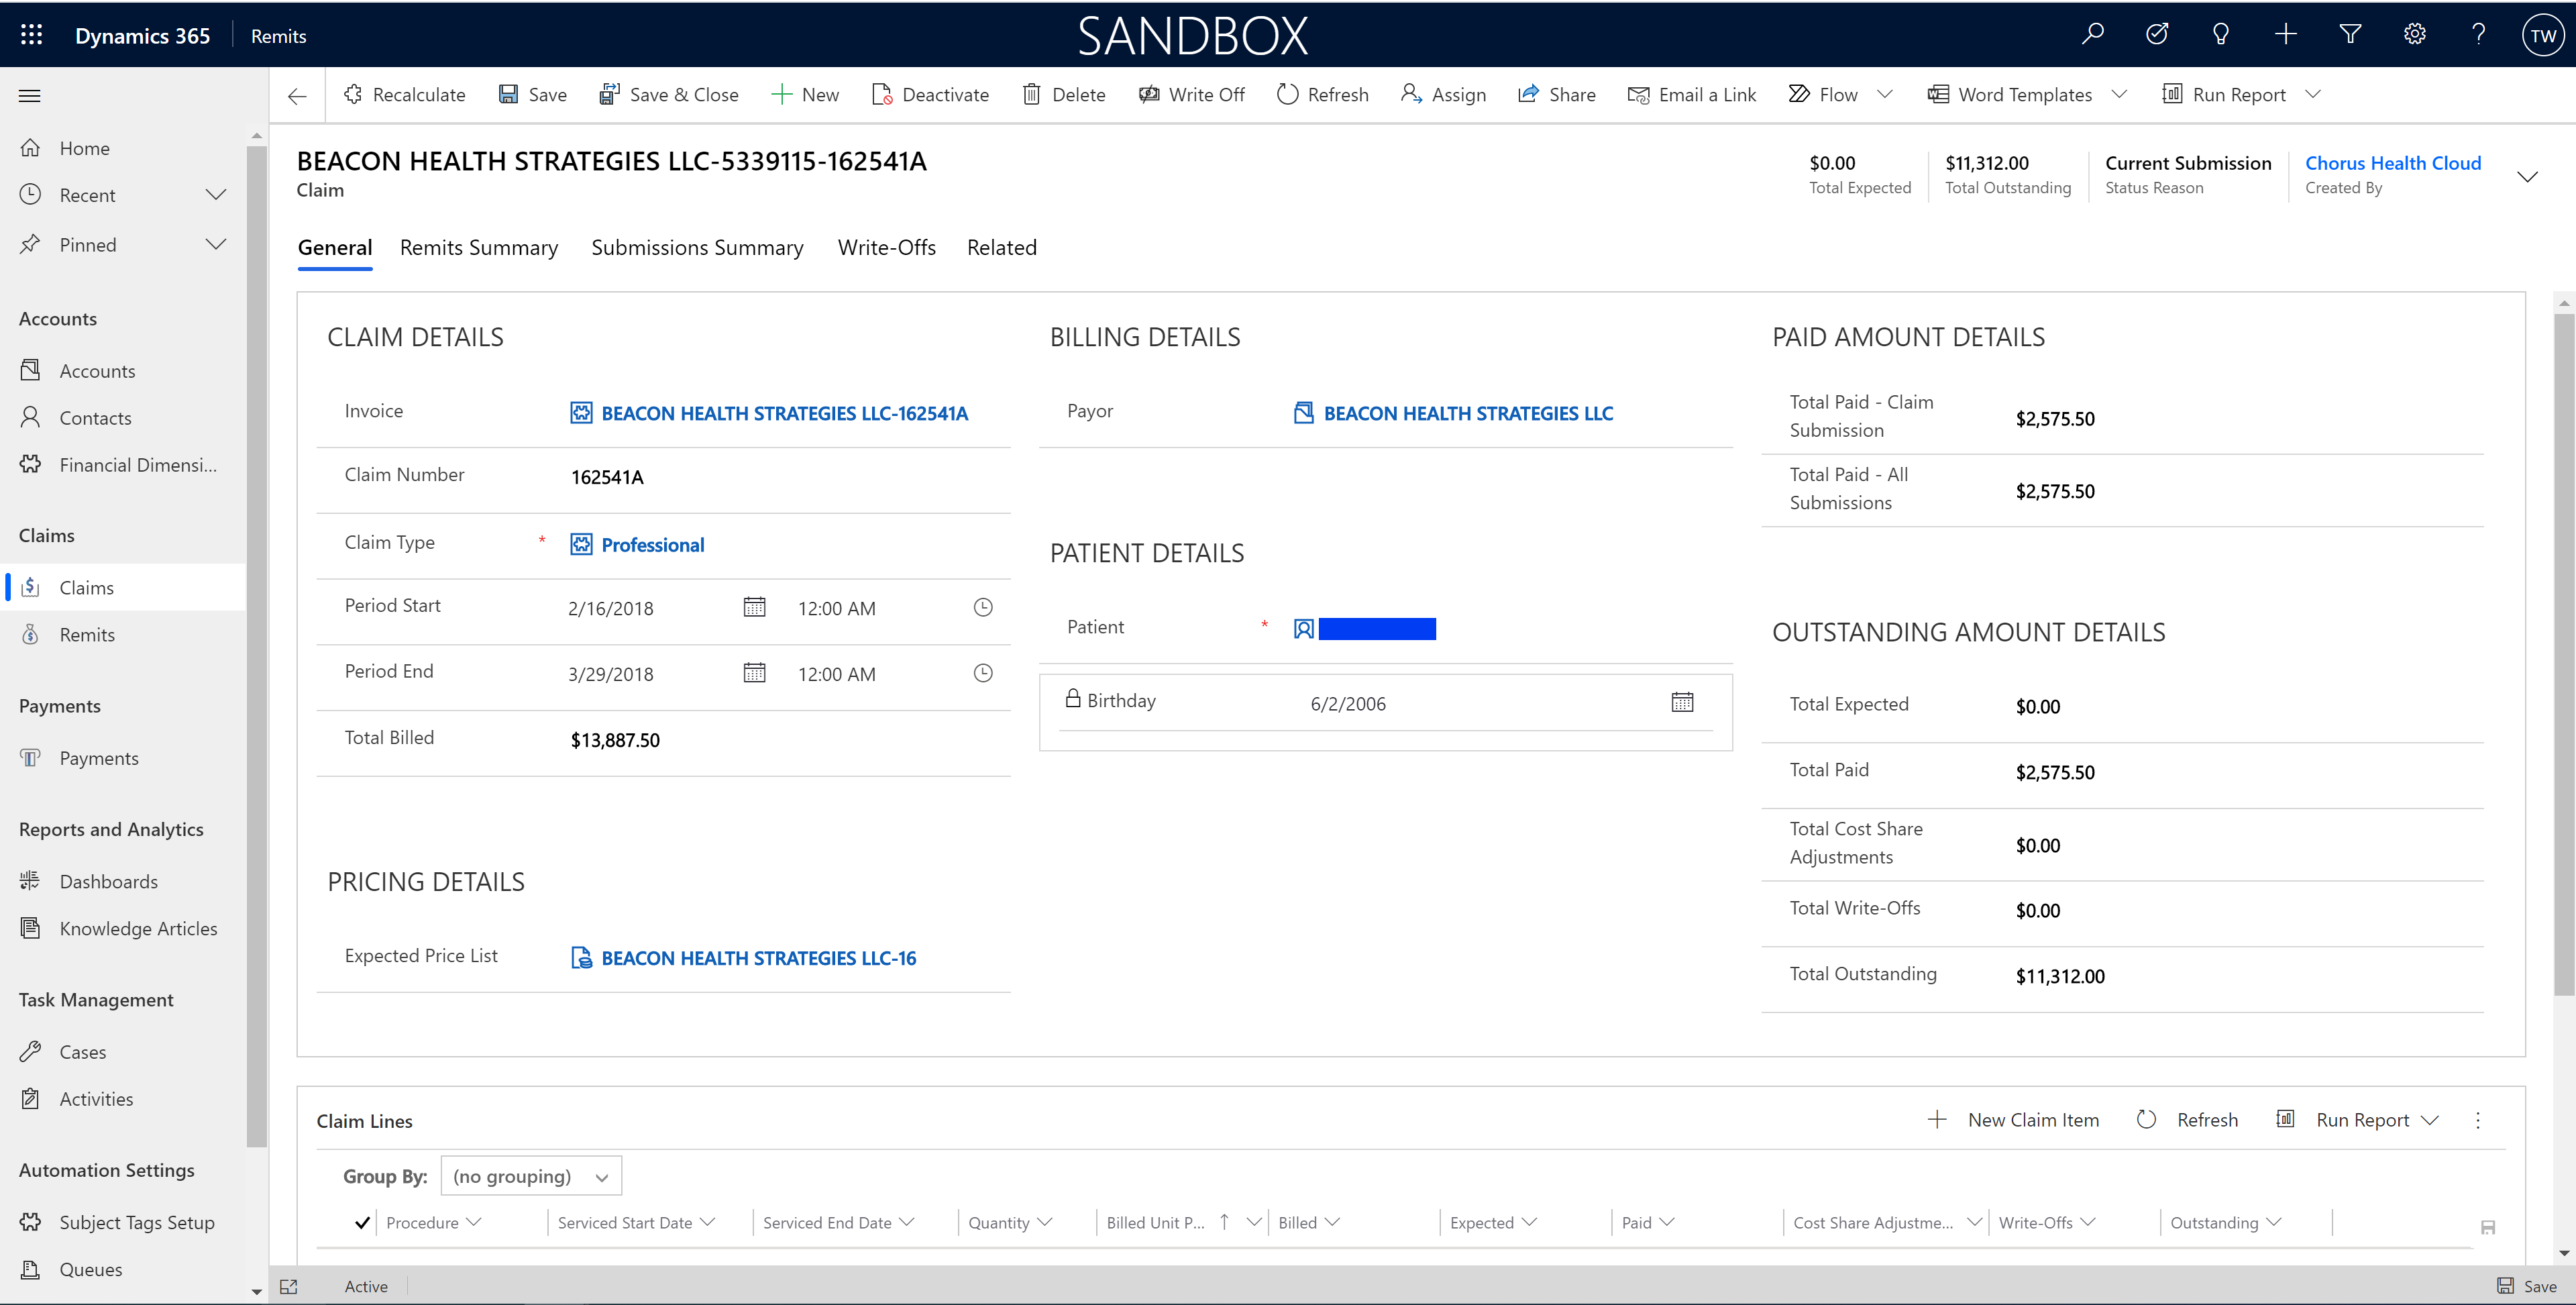 Dynamics 365 Remits SANDBOX TW
Recalculate Save Save & Close New Deactivate Delete Write Off Refresh Assign Share Email a Link Flow Word Templates Run Report
Home
Recent
Pinned
Accounts
Accounts
Contacts
Financial Dimensi...
Claims
Claims
Remits
Payments
Payments
Reports and Analytics
Dashboards
Knowledge Articles
Task Management
Cases
Activities
Automation Settings
Subject Tags Setup
Queues
BEACON HEALTH STRATEGIES LLC-5339115-162541A
Claim
$0.00
Total Expected
$11,312.00
Total Outstanding
Current Submission
Status Reason
Chorus Health Cloud
Created By
General Remits Summary Submissions Summary Write-Offs Related
CLAIM DETAILS
Invoice BEACON HEALTH STRATEGIES LLC-162541A
Claim Number 162541A
Claim Type * Professional
Period Start 2/16/2018 12:00 AM
Period End 3/29/2018 12:00 AM
Total Billed $13,887.50
PRICING DETAILS
Expected Price List BEACON HEALTH STRATEGIES LLC-16
BILLING DETAILS
Payor BEACON HEALTH STRATEGIES LLC
PATIENT DETAILS
Patient *
Birthday 6/2/2006
PAID AMOUNT DETAILS
Total Paid - Claim
Submission
$2,575.50
Total Paid - All
Submissions
$2,575.50
OUTSTANDING AMOUNT DETAILS
Total Expected $0.00
Total Paid $2,575.50
Total Cost Share
Adjustments
$0.00
Total Write-Offs $0.00
Total Outstanding $11,312.00
Claim Lines New Claim Item Refresh Run Report
Group By: (no grouping)
Procedure Serviced Start Date Serviced End Date Quantity Billed Unit P... Billed Expected Paid Cost Share Adjustme... Write-Offs Outstanding
Active Save